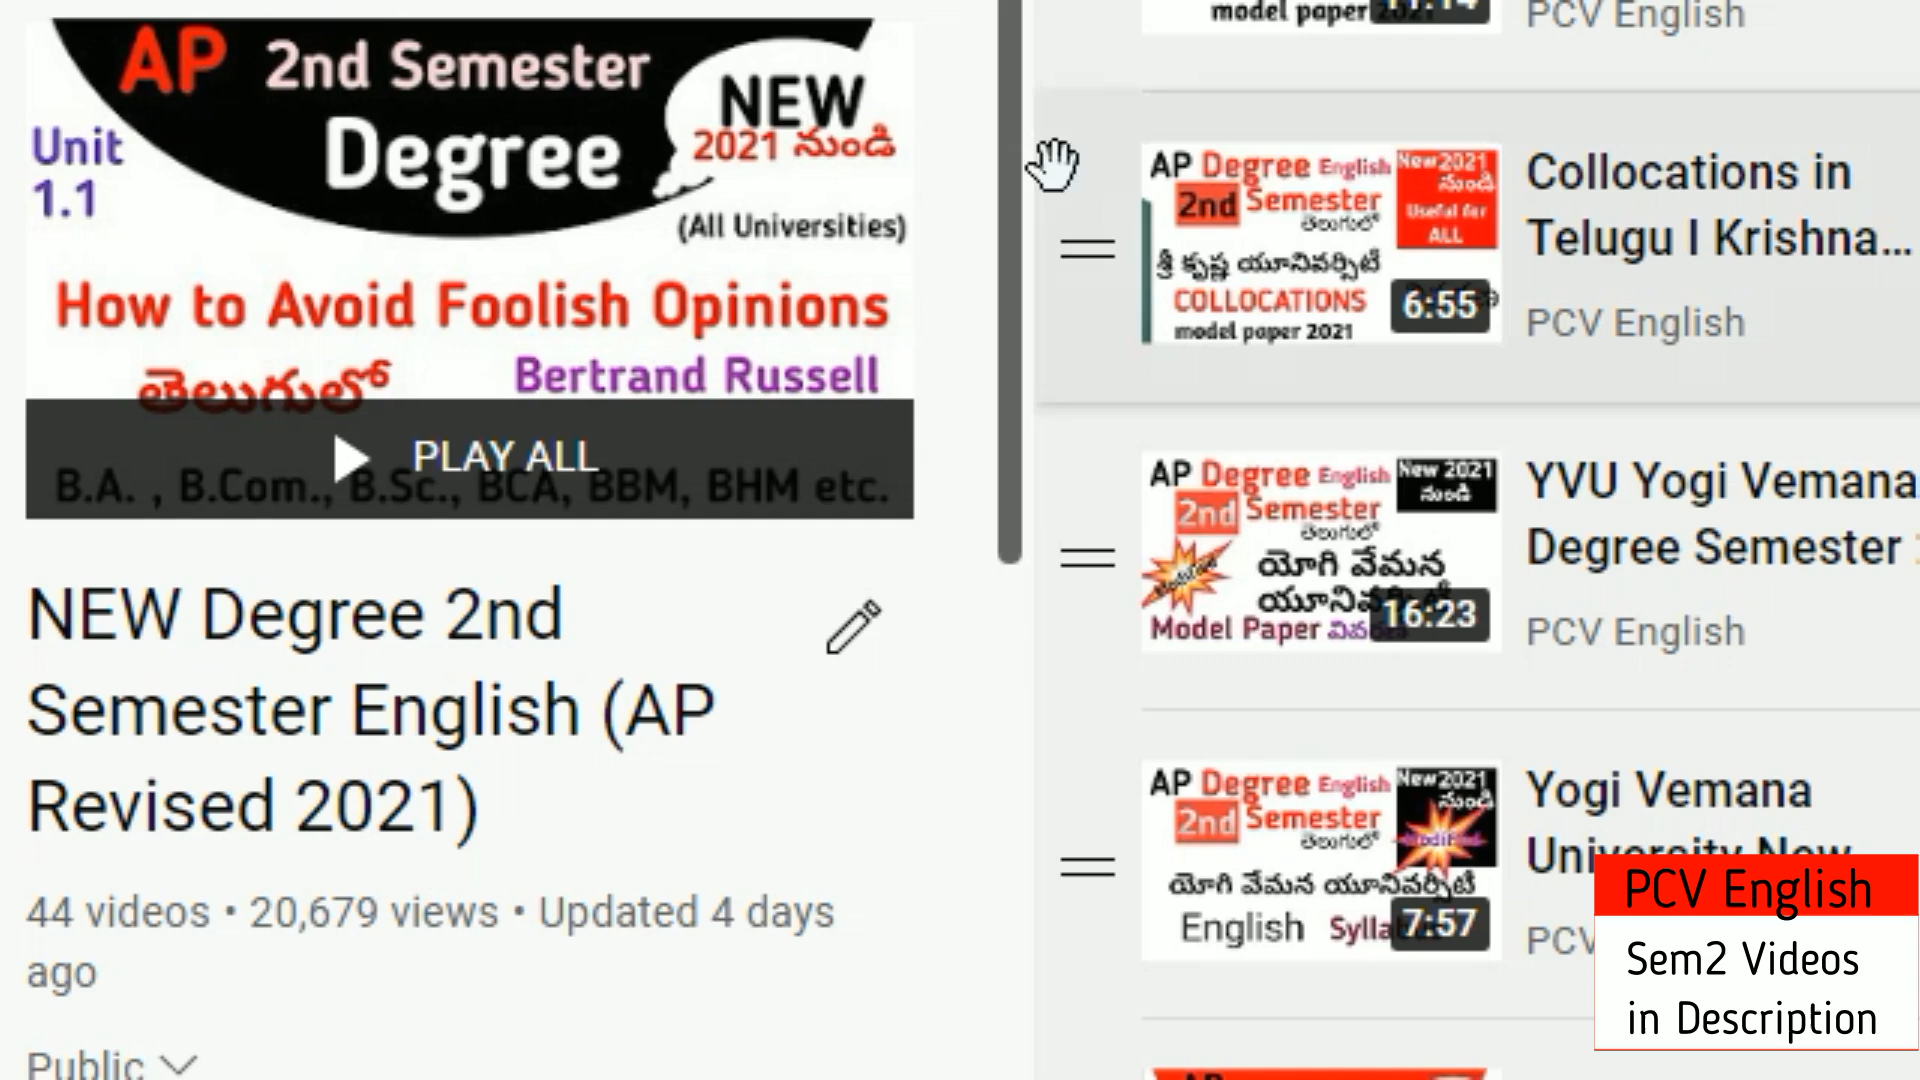 AP 2nd Semester
Degree
NEW
2021 నుండి
Unit
1.1
(All Universities)
How to Avoid Foolish Opinions
తెలుగులో
Bertrand Russell
PLAY ALL
B.A. , B.Com., B.Sc., BCA, BBM, BHM etc.
NEW Degree 2nd
Semester English (AP
Revised 2021)
44 videos • 20,679 views • Updated 4 days
ago
Public
model paper
PCV English
AP Degree English
2nd Semester
తెలుగులో
New2021
నుండి
Useful for
ALL
శ్రీ కృష్ణ యూనివర్సిటీ
COLLOCATIONS
6:55
model paper 2021
Collocations in
Telugu I Krishna...
PCV English
AP Degree English
2nd Semester
తెలుగులో
New 2021
నుండి
యోగి వేమన
16:23
Model Paper
YVU Yogi Vemana
Degree Semester
PCV English
AP Degree English
2nd Semester
తెలుగులో
New2021
నుండి
Modified
యోగి వేమన యూనివర్సిటీ
English
7:57
Yogi Vemana
University New
PCV English
Sem2 Videos
in Description